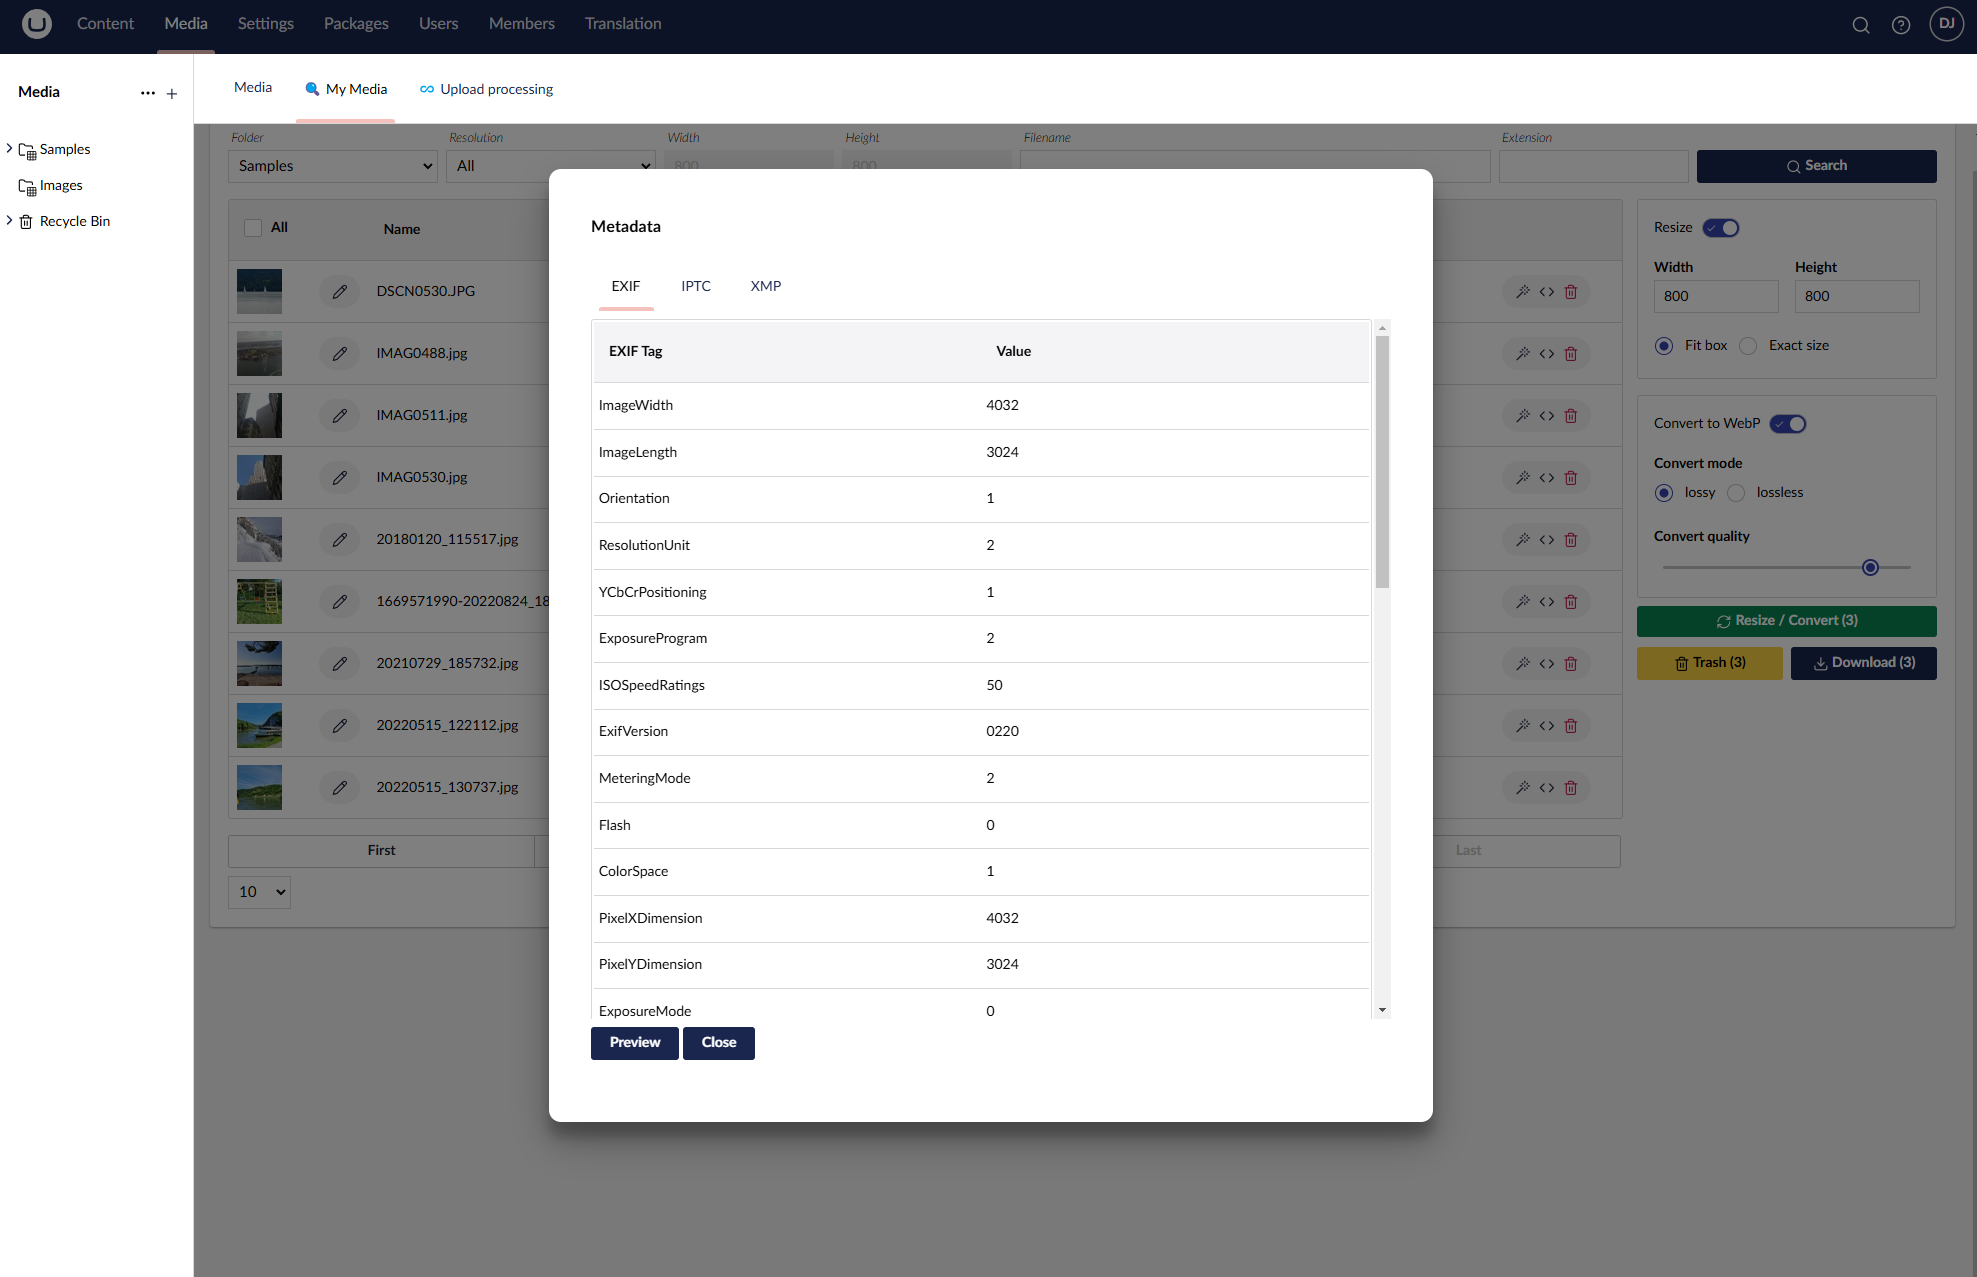 Content Media Settings Packages Users Members Translation DJ
Media
Media My Media Upload processing
Samples
Images
Recycle Bin
Folder Resolution Width Height Filename Extension
Samples All 800 800 Search
All Name
DSCN0530.JPG
IMAG0488.jpg
IMAG0511.jpg
IMAG0530.jpg
20180120_115517.jpg
1669571990-20220824_18
20210729_185732.jpg
20220515_122112.jpg
20220515_130737.jpg
First Last
10
Metadata
EXIF IPTC XMP
EXIF Tag Value
ImageWidth 4032
ImageLength 3024
Orientation 1
ResolutionUnit 2
YCbCrPositioning 1
ExposureProgram 2
ISOSpeedRatings 50
ExifVersion 0220
MeteringMode 2
Flash 0
ColorSpace 1
PixelXDimension 4032
PixelYDimension 3024
ExposureMode 0
Preview Close
Resize
Width Height
800 800
Fit box Exact size
Convert to WebP
Convert mode
lossy lossless
Convert quality
Resize / Convert (3)
Trash (3) Download (3)